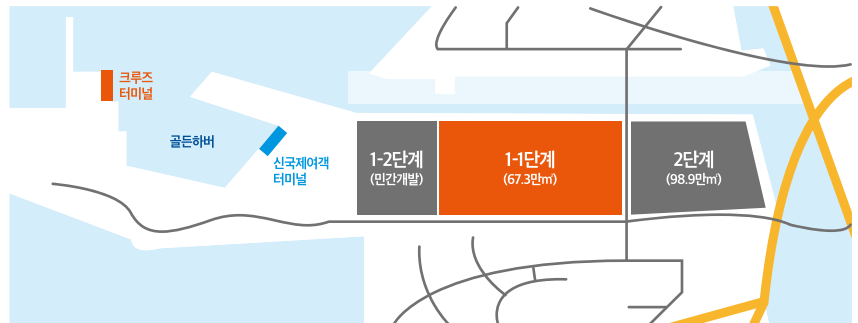 크루즈
터미널
골든하버
신국제여객
터미널
1-2단계
(민간개발)
1-1단계
(67.3만㎡)
2단계
(98.9만㎡)